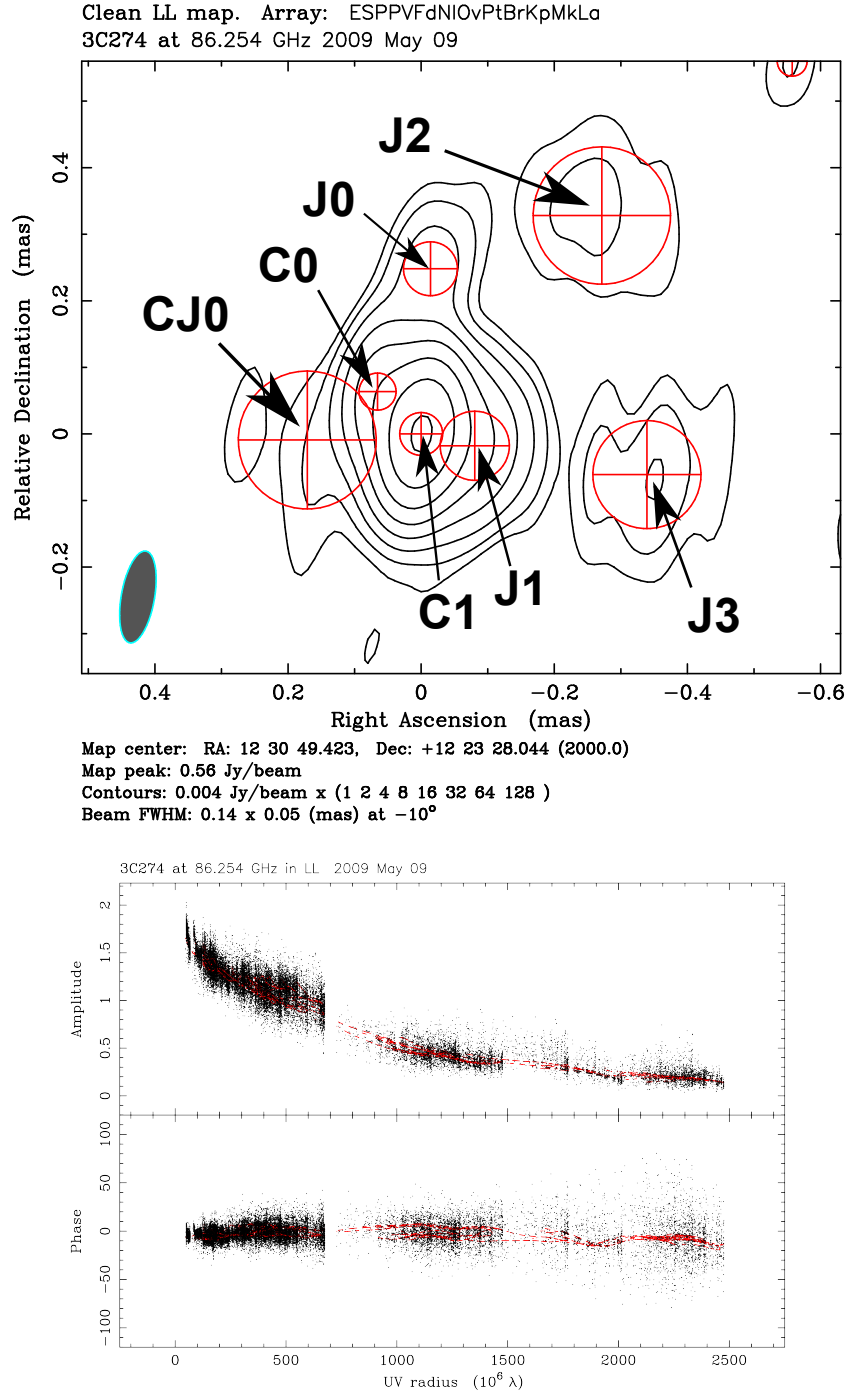 Clean LL map.  Array:  ESPPVFdNlOvPtBrKpMkLa
3C274 at 86.254 GHz 2009 May 09
J2
J0
C0
CJ0
C1
J1
J3
Relative Declination (mas)
0.4
0.2
0
−0.2
0.4 0.2 0 −0.2 −0.4 −0.6
Right Ascension (mas)
Map center:  RA: 12 30 49.423,  Dec: +12 23 28.044 (2000.0)
Map peak: 0.56 Jy/beam
Contours: 0.004 Jy/beam x (1 2 4 8 16 32 64 128 )
Beam FWHM: 0.14 x 0.05 (mas) at −10°
3C274 at 86.254 GHz in LL  2009 May 09
Amplitude
2
1.5
1
0.5
0
Phase
100
50
0
−50
−100
0 500 1000 1500 2000 2500
UV radius (10⁶ λ)